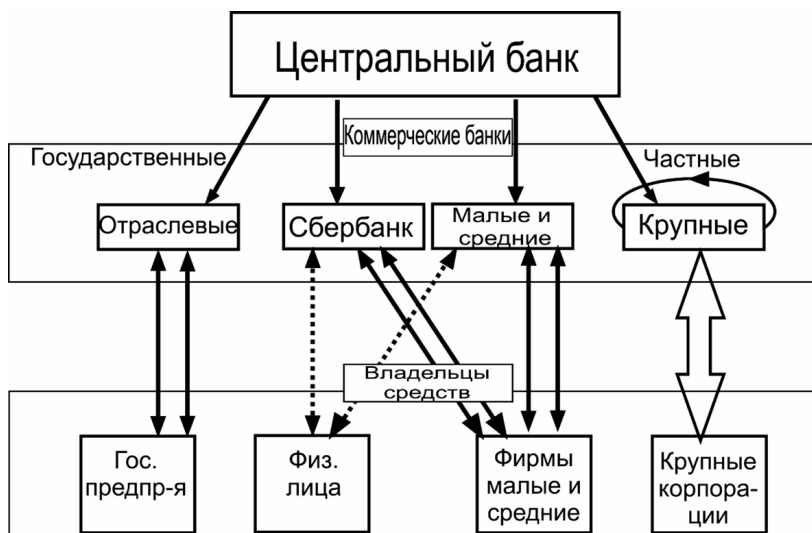 Центральный банк
Коммерческие банки
Государственные
Частные
Отраслевые
Сбербанк
Малые и
средние
Крупные
Владельцы
средств
Гос.
предпр-я
Физ.
лица
Фирмы
малые и
средние
Крупные
корпора-
ции